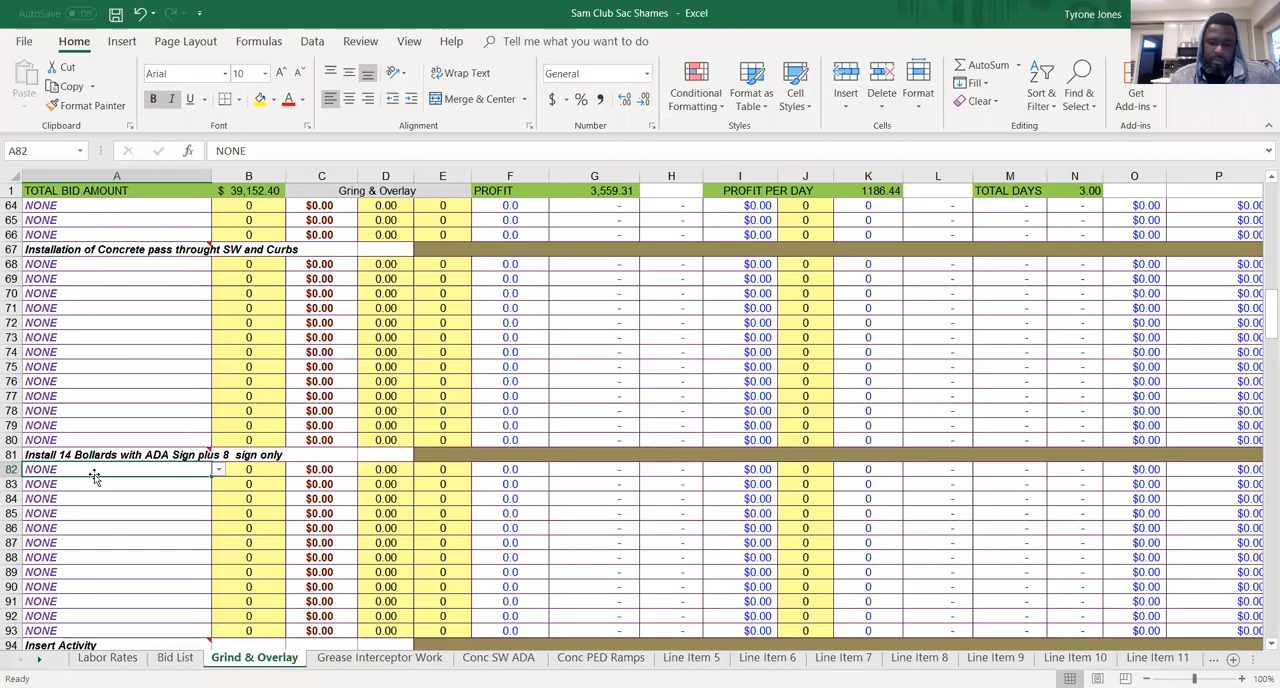 AutoSave Off Sam Club Sac Shames - Excel Tyrone Jones
File Home Insert Page Layout Formulas Data Review View Help Tell me what you want to do
Paste Cut Copy Format Painter Clipboard
Arial 10 A A B I U A Font
Wrap Text Merge & Center Alignment
General $ % , Number
Conditional Formatting Format as Table Cell Styles Styles
Insert Delete Format Cells
AutoSum Fill Clear Sort & Filter Find & Select Editing
Get Add-ins Add-ins
A82 fx NONE
A B C D E F G H I J K L M N O P
1 TOTAL BID AMOUNT $ 39,152.40 Gring & Overlay PROFIT 3,559.31 PROFIT PER DAY 1186.44 TOTAL DAYS 3.00
64 NONE 0 $0.00 0.00 0 0.0 - - $0.00 0 0 - - - $0.00 $0.00
65 NONE 0 $0.00 0.00 0 0.0 - - $0.00 0 0 - - - $0.00 $0.00
66 NONE 0 $0.00 0.00 0 0.0 - - $0.00 0 0 - - - $0.00 $0.00
67 Installation of Concrete pass throught SW and Curbs
68 NONE 0 $0.00 0.00 0 0.0 - - $0.00 0 0 - - - $0.00 $0.00
69 NONE 0 $0.00 0.00 0 0.0 - - $0.00 0 0 - - - $0.00 $0.00
70 NONE 0 $0.00 0.00 0 0.0 - - $0.00 0 0 - - - $0.00 $0.00
71 NONE 0 $0.00 0.00 0 0.0 - - $0.00 0 0 - - - $0.00 $0.00
72 NONE 0 $0.00 0.00 0 0.0 - - $0.00 0 0 - - - $0.00 $0.00
73 NONE 0 $0.00 0.00 0 0.0 - - $0.00 0 0 - - - $0.00 $0.00
74 NONE 0 $0.00 0.00 0 0.0 - - $0.00 0 0 - - - $0.00 $0.00
75 NONE 0 $0.00 0.00 0 0.0 - - $0.00 0 0 - - - $0.00 $0.00
76 NONE 0 $0.00 0.00 0 0.0 - - $0.00 0 0 - - - $0.00 $0.00
77 NONE 0 $0.00 0.00 0 0.0 - - $0.00 0 0 - - - $0.00 $0.00
78 NONE 0 $0.00 0.00 0 0.0 - - $0.00 0 0 - - - $0.00 $0.00
79 NONE 0 $0.00 0.00 0 0.0 - - $0.00 0 0 - - - $0.00 $0.00
80 NONE 0 $0.00 0.00 0 0.0 - - $0.00 0 0 - - - $0.00 $0.00
81 Install 14 Bollards with ADA Sign plus 8 sign only
82 NONE 0 $0.00 0.00 0 0.0 - - $0.00 0 0 - - - $0.00 $0.00
83 NONE 0 $0.00 0.00 0 0.0 - - $0.00 0 0 - - - $0.00 $0.00
84 NONE 0 $0.00 0.00 0 0.0 - - $0.00 0 0 - - - $0.00 $0.00
85 NONE 0 $0.00 0.00 0 0.0 - - $0.00 0 0 - - - $0.00 $0.00
86 NONE 0 $0.00 0.00 0 0.0 - - $0.00 0 0 - - - $0.00 $0.00
87 NONE 0 $0.00 0.00 0 0.0 - - $0.00 0 0 - - - $0.00 $0.00
88 NONE 0 $0.00 0.00 0 0.0 - - $0.00 0 0 - - - $0.00 $0.00
89 NONE 0 $0.00 0.00 0 0.0 - - $0.00 0 0 - - - $0.00 $0.00
90 NONE 0 $0.00 0.00 0 0.0 - - $0.00 0 0 - - - $0.00 $0.00
91 NONE 0 $0.00 0.00 0 0.0 - - $0.00 0 0 - - - $0.00 $0.00
92 NONE 0 $0.00 0.00 0 0.0 - - $0.00 0 0 - - - $0.00 $0.00
93 NONE 0 $0.00 0.00 0 0.0 - - $0.00 0 0 - - - $0.00 $0.00
94 Insert Activity
Labor Rates Bid List Grind & Overlay Grease Interceptor Work Conc SW ADA Conc PED Ramps Line Item 5 Line Item 6 Line Item 7 Line Item 8 Line Item 9 Line Item 10 Line Item 11 ...
Ready 100%